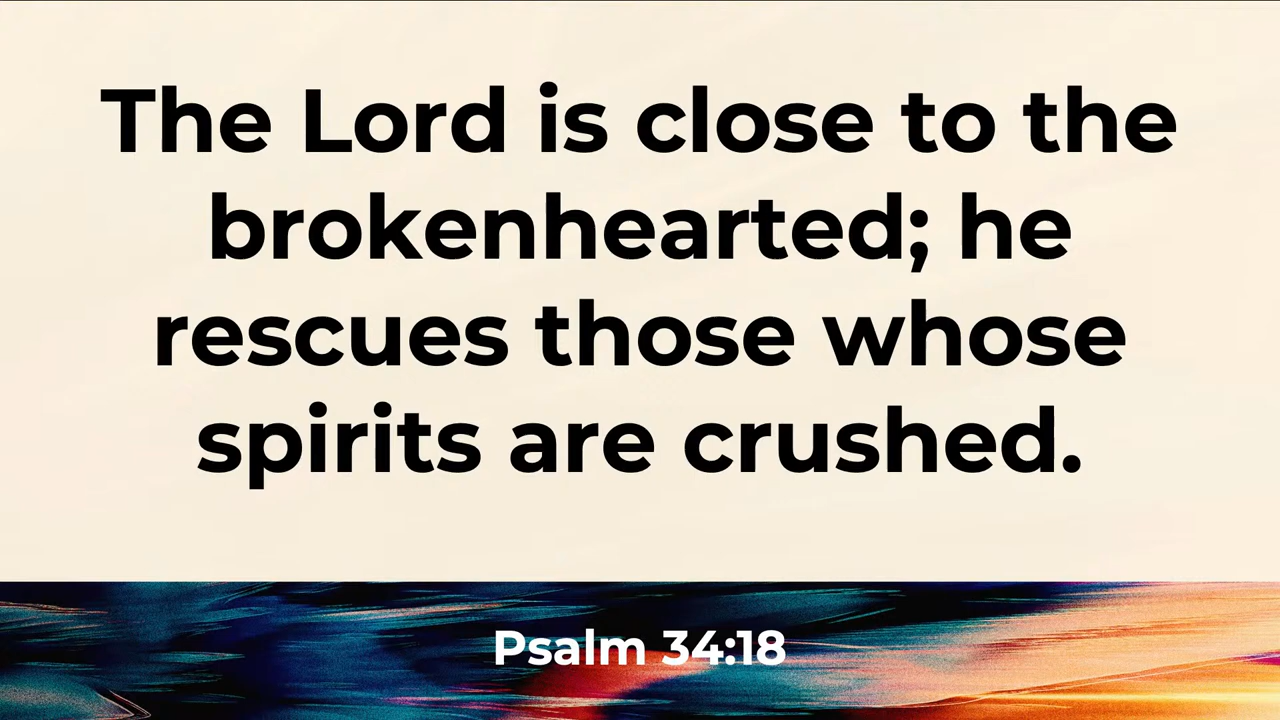 The Lord is close to the
brokenhearted; he
rescues those whose
spirits are crushed.
Psalm 34:18